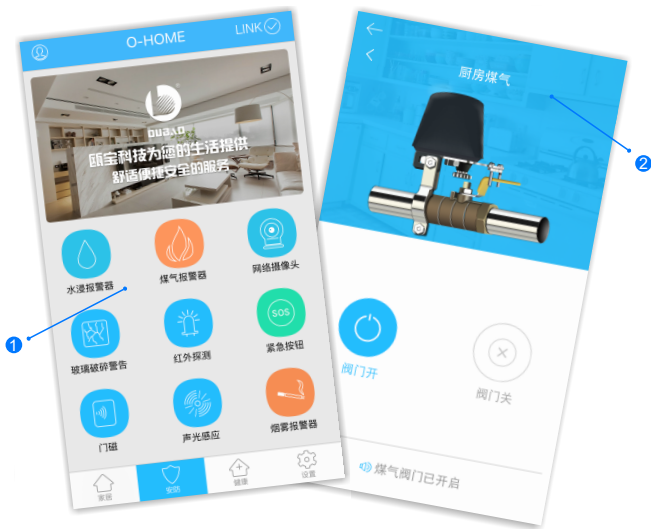 O-HOME
LINK
OUBAO
瓯宝科技为您的生活提供
舒适便捷安全的服务
水浸报警器
煤气报警器
网络摄像头
玻璃破碎警告
红外探测
SOS
紧急按钮
门磁
声光感应
烟雾报警器
家居
安防
健康
设置
1
厨房煤气
2
阀门开
阀门关
煤气阀门已开启